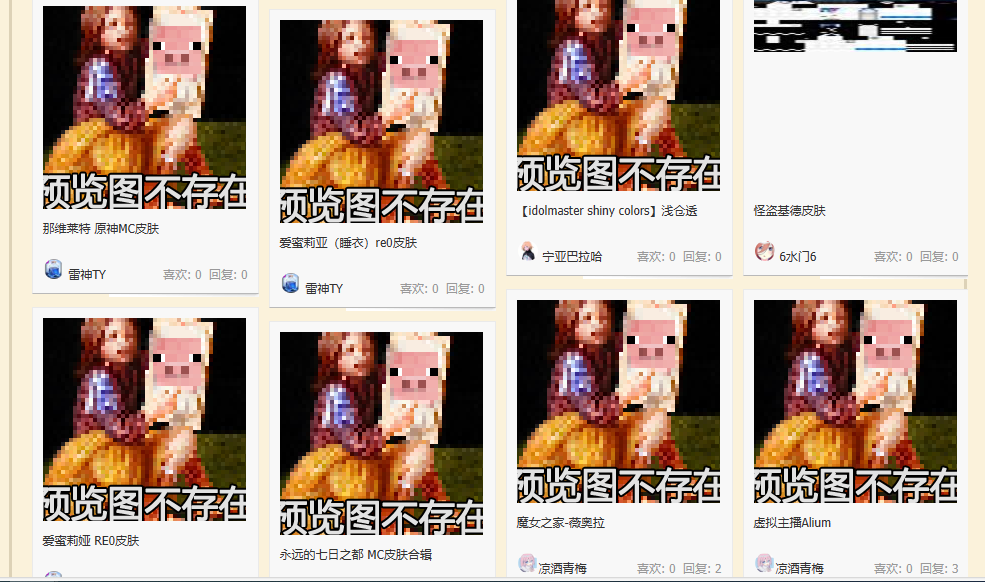 预览图不存在
那维莱特 原神MC皮肤
雷神TY 喜欢: 0 回复: 0
预览图不存在
爱蜜莉亚（睡衣）re0皮肤
雷神TY 喜欢: 0 回复: 0
预览图不存在
【idolmaster shiny colors】浅仓透
宁亚巴拉哈 喜欢: 0 回复: 0
怪盗基德皮肤
6水门6 喜欢: 0 回复: 0
预览图不存在
爱蜜莉娅 RE0皮肤
预览图不存在
永远的七日之都 MC皮肤合辑
预览图不存在
魔女之家-薇奥拉
凉酒青梅 喜欢: 0 回复: 2
预览图不存在
虚拟主播Alium
凉酒青梅 喜欢: 0 回复: 3